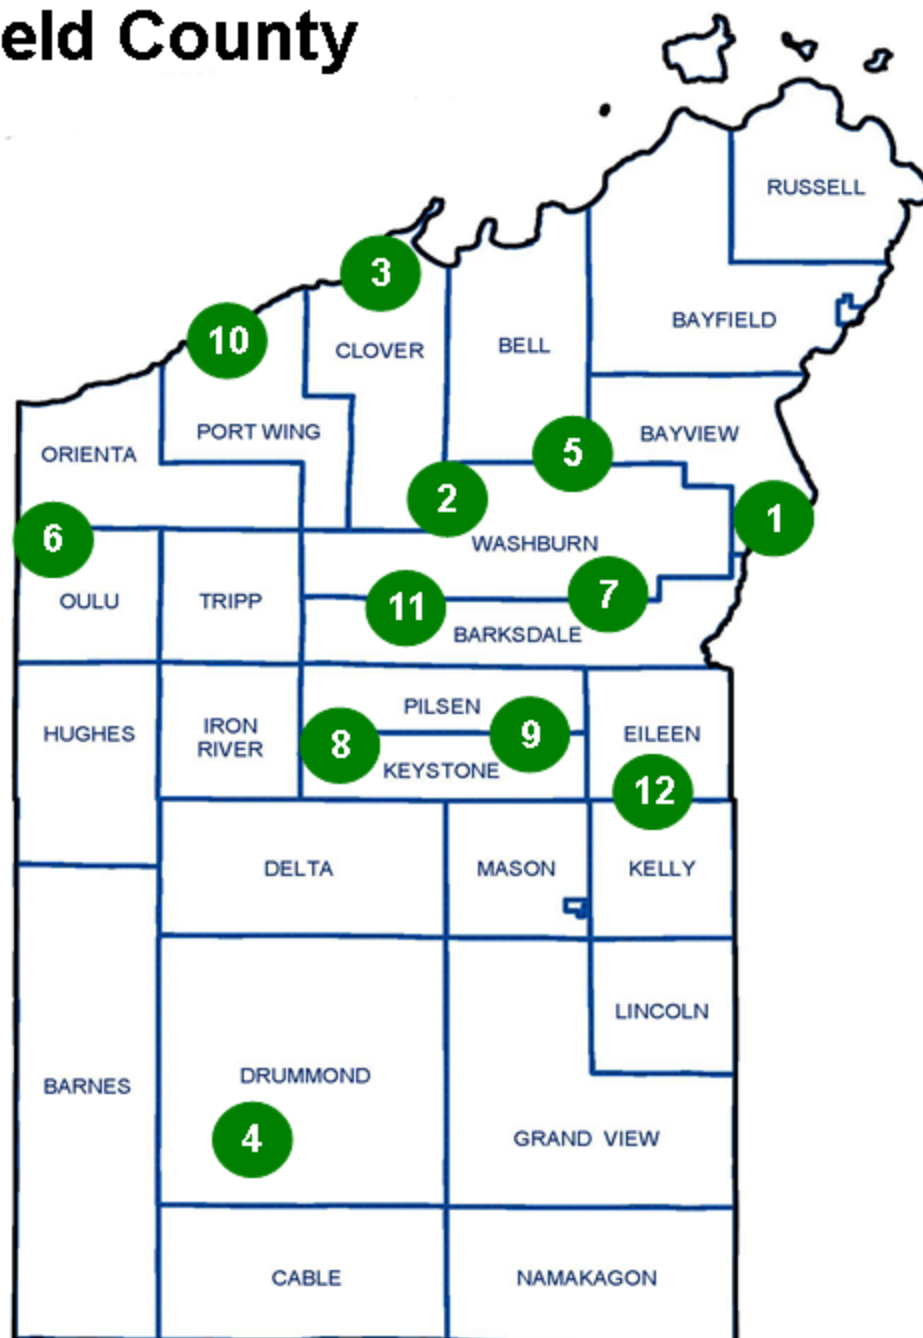 eld County
RUSSELL
3
BAYFIELD
10
CLOVER
BELL
PORT WING
BAYVIEW
ORIENTA
5
2
1
6
WASHBURN
OULU
TRIPP
11
7
BARKSDALE
PILSEN
HUGHES
IRON
RIVER
8
9
EILEEN
KEYSTONE
12
DELTA
MASON
KELLY
LINCOLN
DRUMMOND
BARNES
4
GRAND VIEW
CABLE
NAMAKAGON